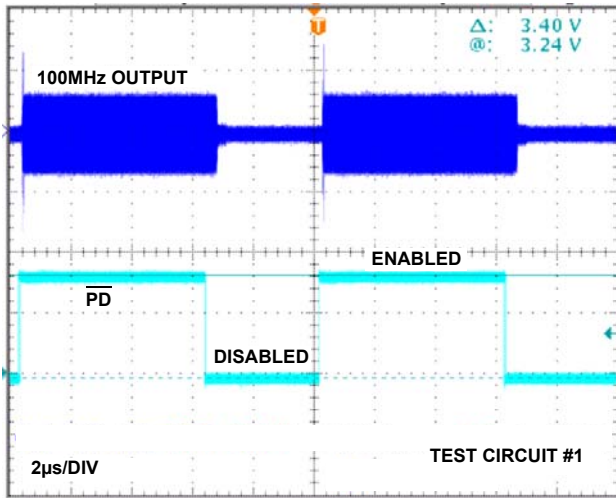 Δ: 3.40 V
@: 3.24 V
T
100MHz OUTPUT
ENABLED
PD
DISABLED
TEST CIRCUIT #1
2µs/DIV